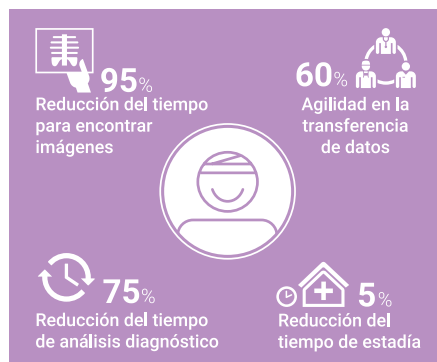 95%
Reducción del tiempo
para encontrar
imágenes
60%
Agilidad en la
transferencia
de datos
75%
Reducción del tiempo
de análisis diagnóstico
5%
Reducción del
tiempo de estadía